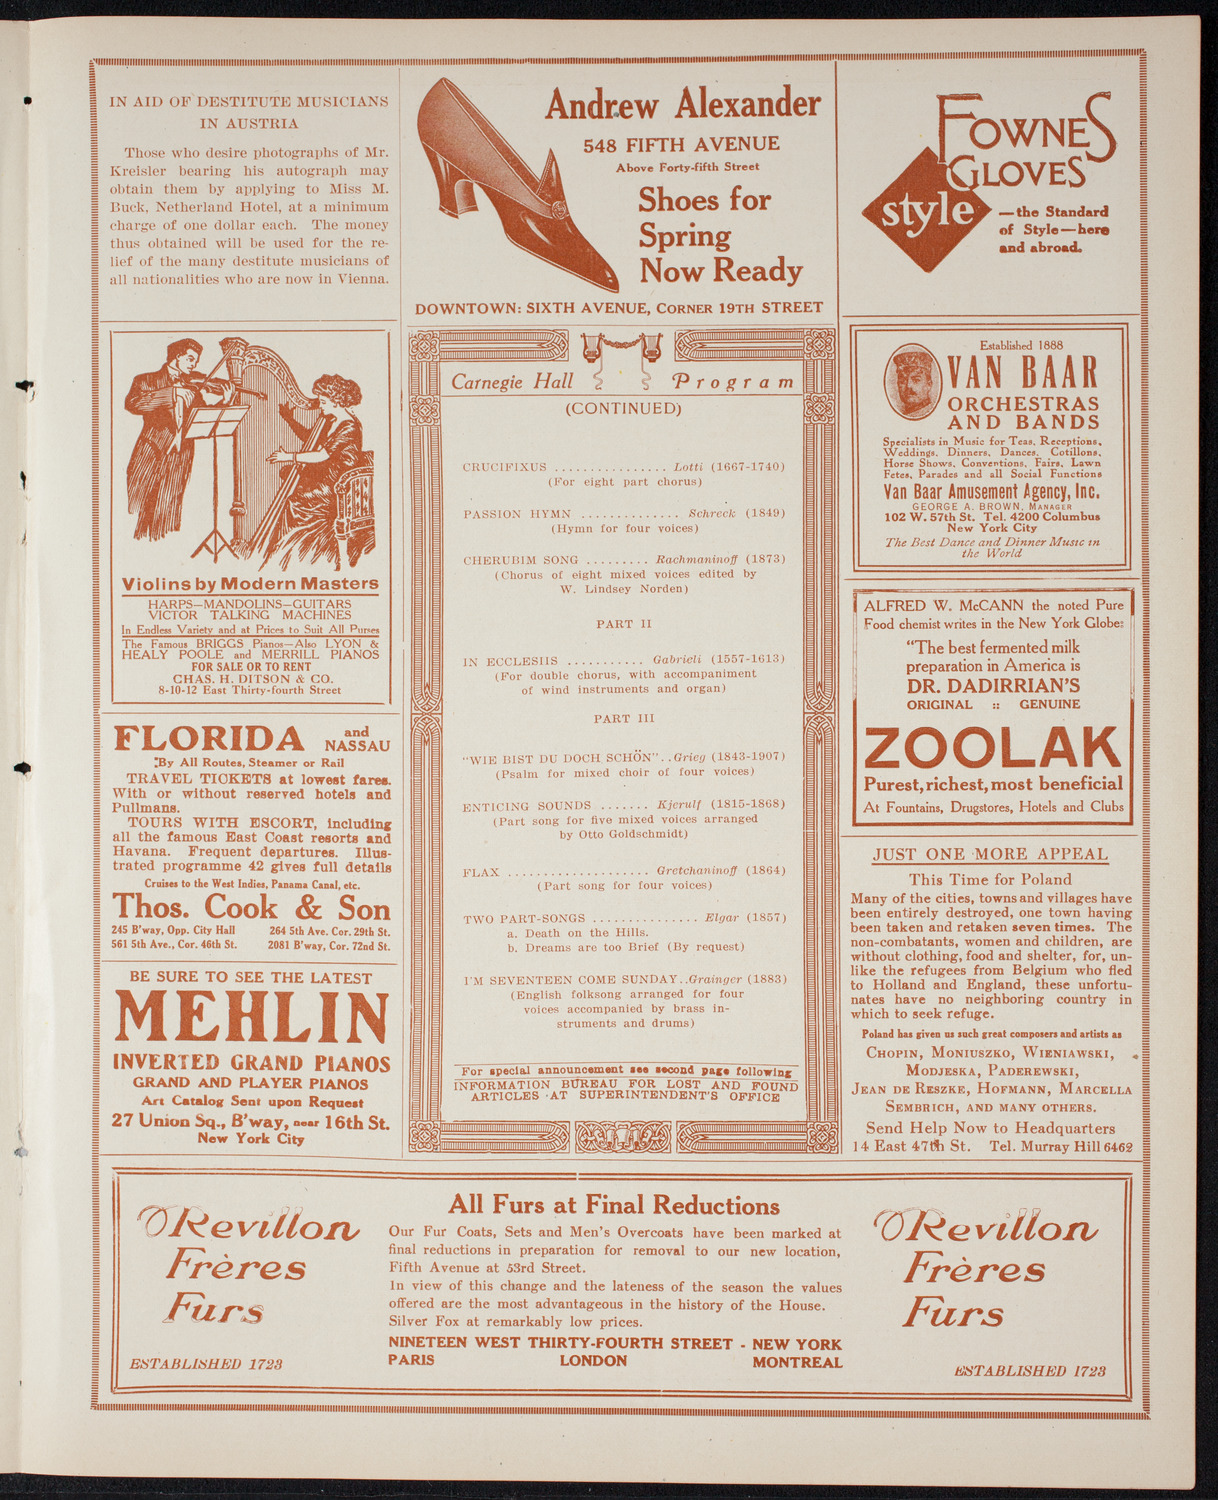 IN AID OF DESTITUTE MUSICIANS
IN AUSTRIA
Those who desire photographs of Mr.
Kreisler bearing his autograph may
obtain them by applying to Miss M.
Buck, Netherland Hotel, at a minimum
charge of one dollar each. The money
thus obtained will be used for the re-
lief of the many destitute musicians of
all nationalities who are now in Vienna.
Violins by Modern Masters
HARPS—MANDOLINS—GUITARS
VICTOR TALKING MACHINES
In Endless Variety and at Prices to Suit All Purses
The Famous BRIGGS Pianos—Also LYON &
HEALY POOLE and MERRILL PIANOS
FOR SALE OR TO RENT
CHAS. H. DITSON & CO.
8-10-12 East Thirty-fourth Street
FLORIDA and
NASSAU
By All Routes, Steamer or Rail
TRAVEL TICKETS at lowest fares.
With or without reserved hotels and
Pullmans.
TOURS WITH ESCORT, including
all the famous East Coast resorts and
Havana. Frequent departures. Illus-
trated programme 42 gives full details
Cruises to the West Indies, Panama Canal, etc.
Thos. Cook & Son
245 B'way, Opp. City Hall 264 5th Ave. Cor. 29th St.
561 5th Ave., Cor. 46th St. 2081 B'way, Cor. 72nd St.
BE SURE TO SEE THE LATEST
MEHLIN
INVERTED GRAND PIANOS
GRAND AND PLAYER PIANOS
Art Catalog Sent upon Request
27 Union Sq., B'way, near 16th St.
New York City
Andrew Alexander
548 FIFTH AVENUE
Above Forty-fifth Street
Shoes for
Spring
Now Ready
DOWNTOWN: SIXTH AVENUE, CORNER 19TH STREET
Carnegie Hall Program
(CONTINUED)
CRUCIFIXUS ................ Lotti (1667-1740)
(For eight part chorus)
PASSION HYMN .............. Schreck (1849)
(Hymn for four voices)
CHERUBIM SONG ......... Rachmaninoff (1873)
(Chorus of eight mixed voices edited by
W. Lindsey Norden)
PART II
IN ECCLESIIS ........... Gabrieli (1557-1613)
(For double chorus, with accompaniment
of wind instruments and organ)
PART III
"WIE BIST DU DOCH SCHÖN"..Grieg (1843-1907)
(Psalm for mixed choir of four voices)
ENTICING SOUNDS ....... Kjerulf (1815-1868)
(Part song for five mixed voices arranged
by Otto Goldschmidt)
FLAX .................... Gretchaninoff (1864)
(Part song for four voices)
TWO PART-SONGS ............... Elgar (1857)
a. Death on the Hills.
b. Dreams are too Brief (By request)
I'M SEVENTEEN COME SUNDAY..Grainger (1883)
(English folksong arranged for four
voices accompanied by brass in-
struments and drums)
For special announcement see second page following
INFORMATION BUREAU FOR LOST AND FOUND
ARTICLES AT SUPERINTENDENT'S OFFICE
FOWNES
GLOVES
style
—the Standard
of Style—here
and abroad.
Established 1888
VAN BAAR
ORCHESTRAS
AND BANDS
Specialists in Music for Teas, Receptions,
Weddings, Dinners, Dances, Cotillons,
Horse Shows, Conventions, Fairs, Lawn
Fetes, Parades and all Social Functions
Van Baar Amusement Agency, Inc.
GEORGE A. BROWN, MANAGER
102 W. 57th St. Tel. 4200 Columbus
New York City
The Best Dance and Dinner Music in
the World
ALFRED W. McCANN the noted Pure
Food chemist writes in the New York Globe:
"The best fermented milk
preparation in America is
DR. DADIRRIAN'S
ORIGINAL :: GENUINE
ZOOLAK
Purest, richest, most beneficial
At Fountains, Drugstores, Hotels and Clubs
JUST ONE MORE APPEAL
This Time for Poland
Many of the cities, towns and villages have
been entirely destroyed, one town having
been taken and retaken seven times. The
non-combatants, women and children, are
without clothing, food and shelter, for, un-
like the refugees from Belgium who fled
to Holland and England, these unfortu-
nates have no neighboring country in
which to seek refuge.
Poland has given us such great composers and artists as
CHOPIN, MONIUSZKO, WIENIAWSKI,
MODJESKA, PADEREWSKI,
JEAN DE RESZKE, HOFMANN, MARCELLA
SEMBRICH, AND MANY OTHERS.
Send Help Now to Headquarters
14 East 47th St. Tel. Murray Hill 6462
Revillon
Frères
Furs
ESTABLISHED 1723
All Furs at Final Reductions
Our Fur Coats, Sets and Men's Overcoats have been marked at
final reductions in preparation for removal to our new location,
Fifth Avenue at 53rd Street.
In view of this change and the lateness of the season the values
offered are the most advantageous in the history of the House.
Silver Fox at remarkably low prices.
NINETEEN WEST THIRTY-FOURTH STREET - NEW YORK
PARIS LONDON MONTREAL
Revillon
Frères
Furs
ESTABLISHED 1723